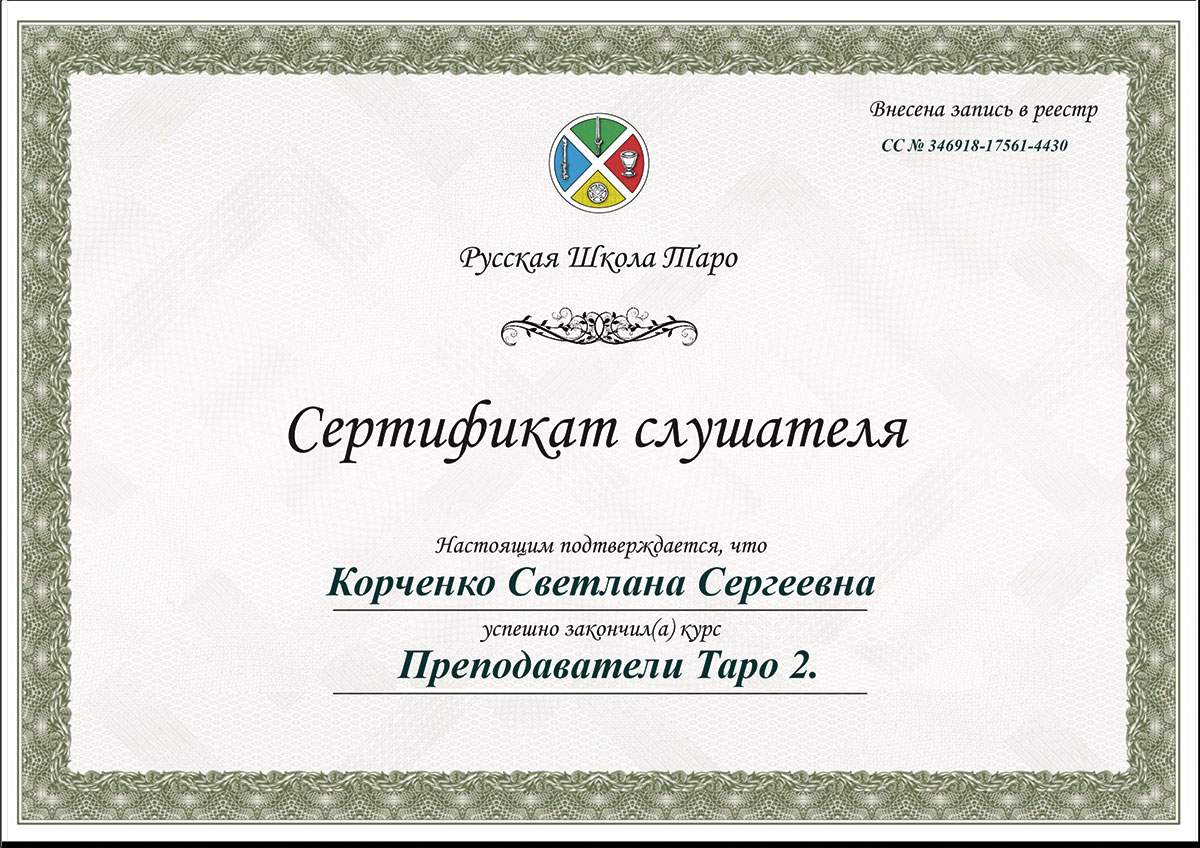 Внесена запись в реестр
СС № 346918-17561-4430
Русская Школа Таро
Сертификат слушателя
Настоящим подтверждается, что
Корченко Светлана Сергеевна
успешно закончил(а) курс
Преподаватели Таро 2.